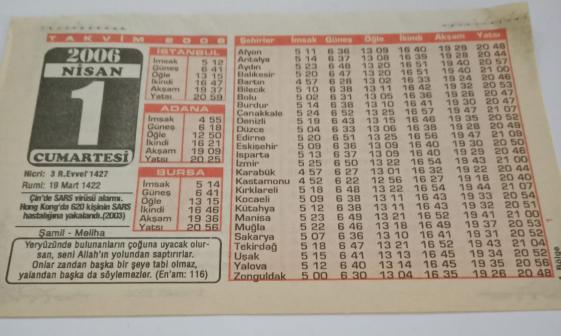 TAKVİM 2006
2006
NİSAN
1
CUMARTESİ
Hicri: 3 R.Evvel 1427
Rumi: 19 Mart 1422
Çin'de SARS virüsü alarmı.
Hong Kong'da 620 kişinin SARS
hastalığına yakalandı.(2003)
Şamil - Meliha
Yeryüzünde bulunanların çoğuna uyacak olur-
san, seni Allah'ın yolundan saptırırlar.
Onlar zandan başka bir şeye tabi olmaz,
yalandan başka da söylemezler. (En'am: 116)
İSTANBUL
İmsak 5 12
Güneş 6 41
Öğle 13 15
İkindi 16 47
Akşam 19 37
Yatsı 20 59
ADANA
İmsak 4 55
Güneş 6 18
Öğle 12 50
İkindi 16 21
Akşam 19 09
Yatsı 20 25
BURSA
İmsak 5 14
Güneş 6 41
Öğle 13 15
İkindi 16 46
Akşam 19 36
Yatsı 20 56
Şehirler İmsak Güneş Öğle İkindi Akşam Yatsı
Afyon 5 11 6 36 13 09 16 40 19 29 20 48
Antalya 5 14 6 37 13 08 16 39 19 28 20 44
Aydın 5 23 6 48 13 20 16 51 19 40 20 57
Balıkesir 5 20 6 47 13 20 16 51 19 40 21 00
Bartın 4 57 6 28 13 02 16 33 19 24 20 46
Bilecik 5 10 6 38 13 11 16 42 19 32 20 53
Bolu 5 02 6 31 13 05 16 36 19 26 20 47
Burdur 5 14 6 38 13 10 16 41 19 30 20 47
Çanakkale 5 24 6 52 13 25 16 57 19 47 21 07
Denizli 5 19 6 43 13 15 16 46 19 35 20 52
Düzce 5 04 6 33 13 06 16 38 19 28 20 49
Edirne 5 20 6 51 13 25 16 56 19 47 21 09
Eskişehir 5 09 6 36 13 09 16 40 19 30 20 50
Isparta 5 13 6 37 13 09 16 40 19 29 20 46
İzmir 5 25 6 50 13 22 16 54 19 43 21 00
Karabük 4 57 6 27 13 01 16 32 19 22 20 44
Kastamonu 4 52 6 22 12 56 16 27 19 18 20 40
Kırklareli 5 18 6 48 13 22 16 54 19 44 21 07
Kocaeli 5 09 6 38 13 11 16 43 19 33 20 54
Kütahya 5 12 6 38 13 11 16 43 19 32 20 51
Manisa 5 23 6 49 13 21 16 52 19 41 21 00
Muğla 5 22 6 46 13 18 16 49 19 37 20 53
Sakarya 5 07 6 36 13 10 16 41 19 31 20 52
Tekirdağ 5 18 6 47 13 21 16 52 19 43 21 04
Uşak 5 15 6 41 13 13 16 45 19 34 20 52
Yalova 5 12 6 40 13 14 16 45 19 35 20 56
Zonguldak 5 00 6 30 13 04 16 35 19 26 20 48
1. Bölge